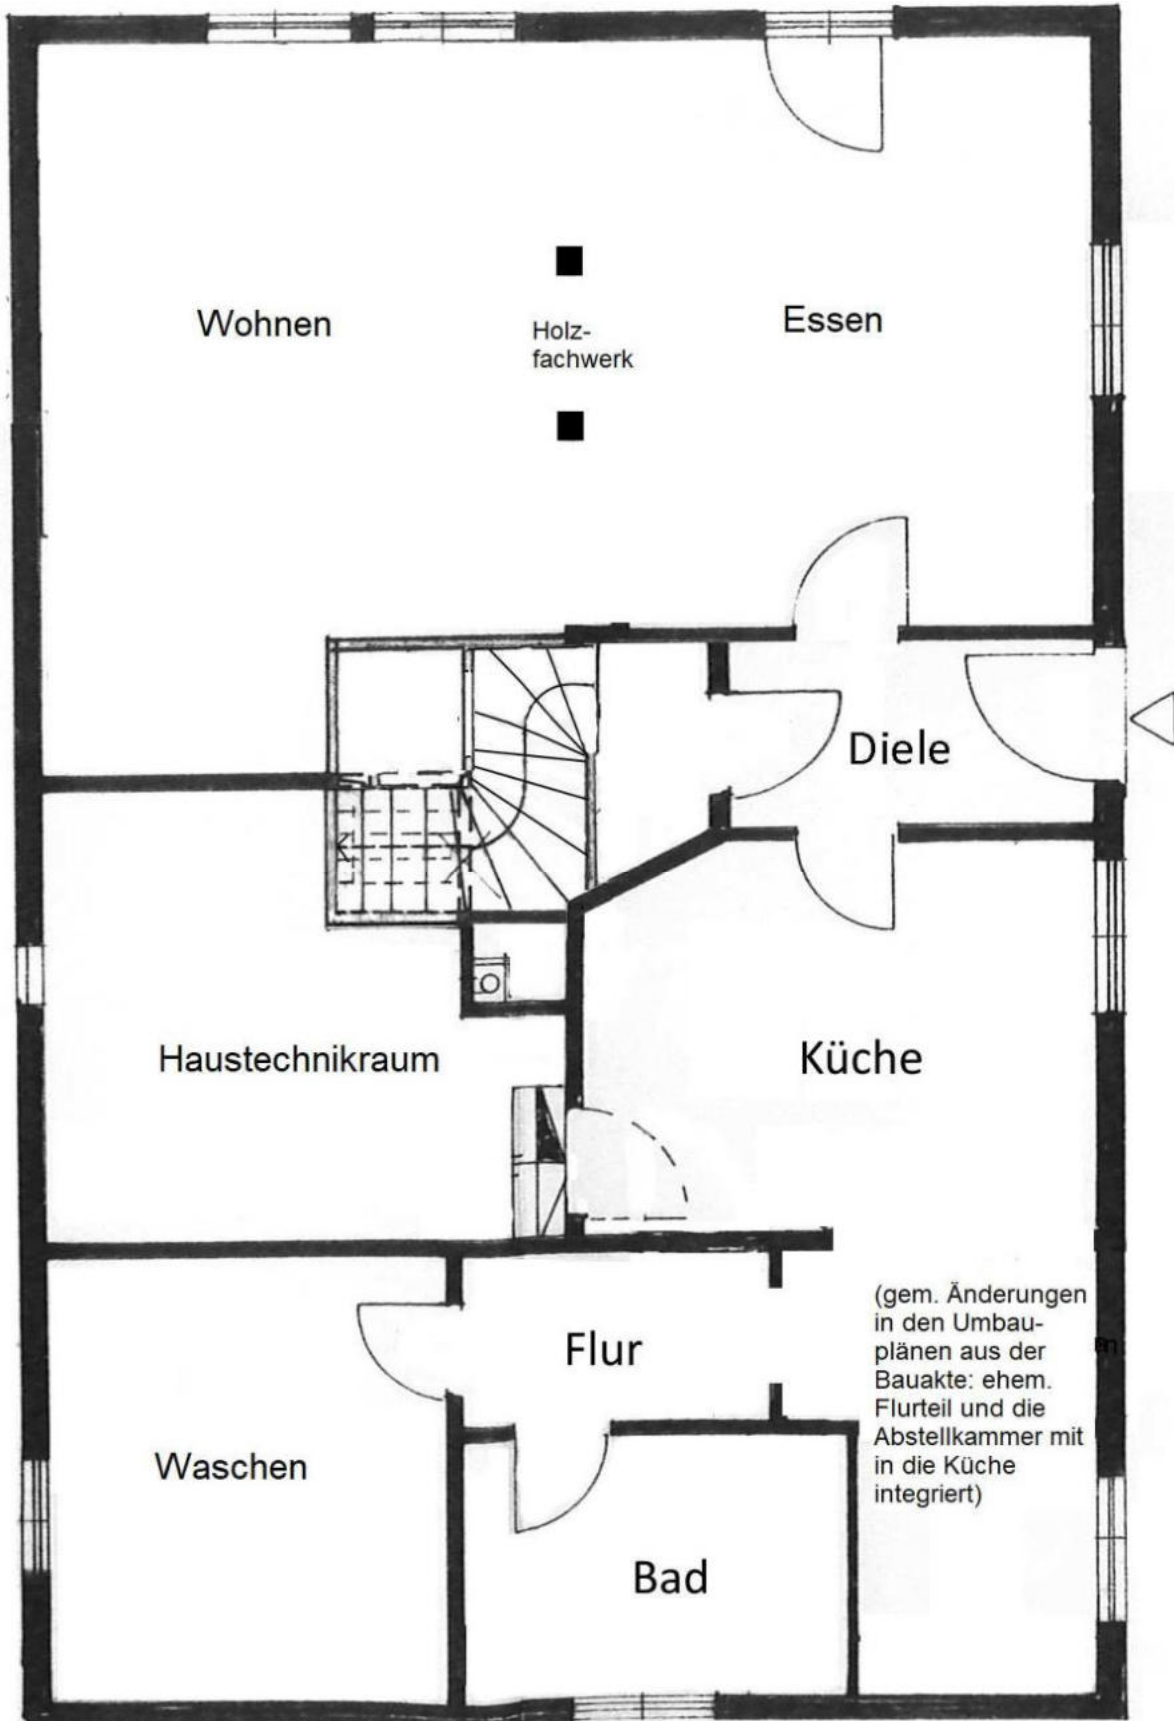 Wohnen
Holz-
fachwerk
Essen
Diele
Haustechnikraum
Küche
Flur
(gem. Änderungen
in den Umbau-
plänen aus der
Bauakte: ehem.
Flurteil und die
Abstellkammer mit
in die Küche
integriert)
Waschen
Bad